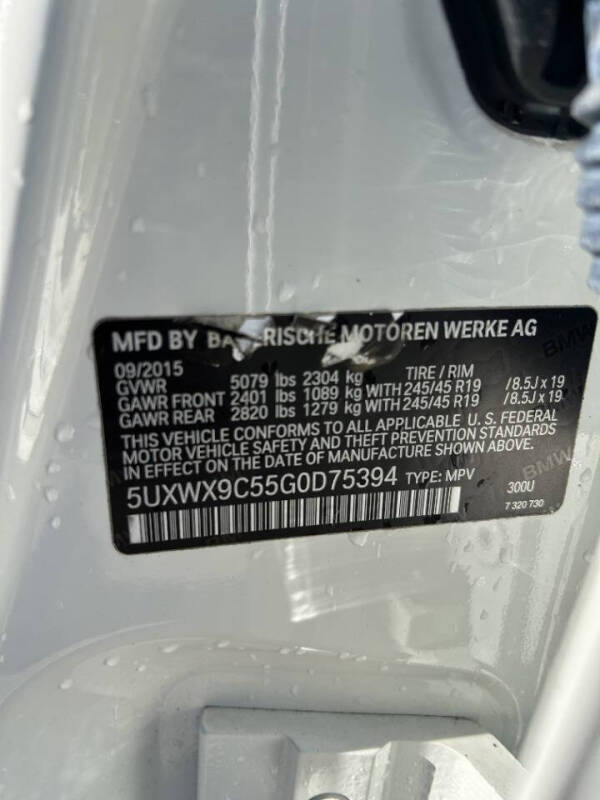 MFD BY BAYERISCHE MOTOREN WERKE AG
09/2015 TIRE / RIM
GVWR 5079 lbs 2304 kg
GAWR FRONT 2401 lbs 1089 kg WITH 245/45 R19 /8.5J x 19
GAWR REAR 2820 lbs 1279 kg WITH 245/45 R19 /8.5J x 19
THIS VEHICLE CONFORMS TO ALL APPLICABLE U. S. FEDERAL
MOTOR VEHICLE SAFETY AND THEFT PREVENTION STANDARDS
IN EFFECT ON THE DATE OF MANUFACTURE SHOWN ABOVE.
5UXWX9C55G0D75394 TYPE: MPV 300U
7 320 730
BMW
BMW